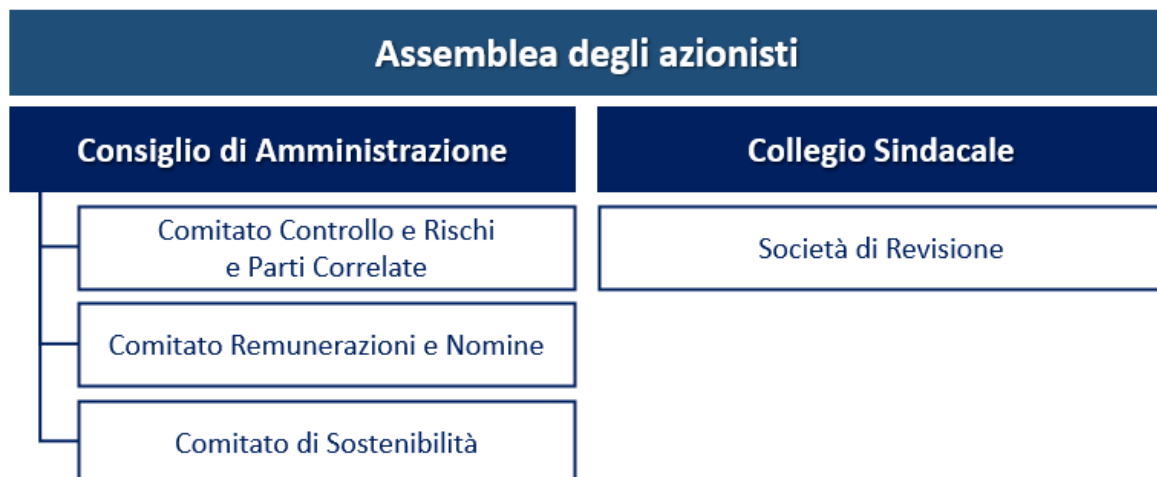 Assemblea degli azionisti
Consiglio di Amministrazione
Collegio Sindacale
Comitato Controllo e Rischi
e Parti Correlate
Società di Revisione
Comitato Remunerazioni e Nomine
Comitato di Sostenibilità